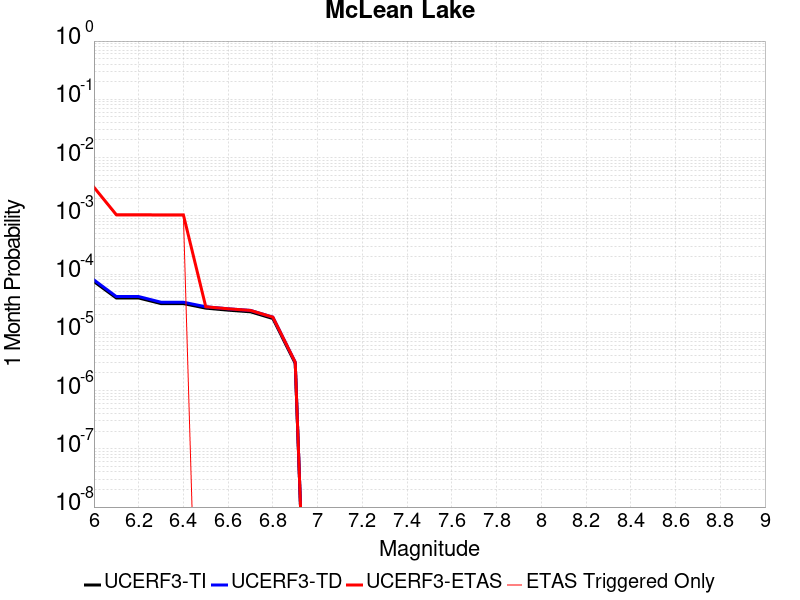 McLean Lake
10 0
10 -1
10 -2
10 -3
10 -4
10 -5
10 -6
10 -7
10 -8
1 Month Probability
6 6.2 6.4 6.6 6.8 7 7.2 7.4 7.6 7.8 8 8.2 8.4 8.6 8.8 9
Magnitude
UCERF3-TI UCERF3-TD UCERF3-ETAS ETAS Triggered Only